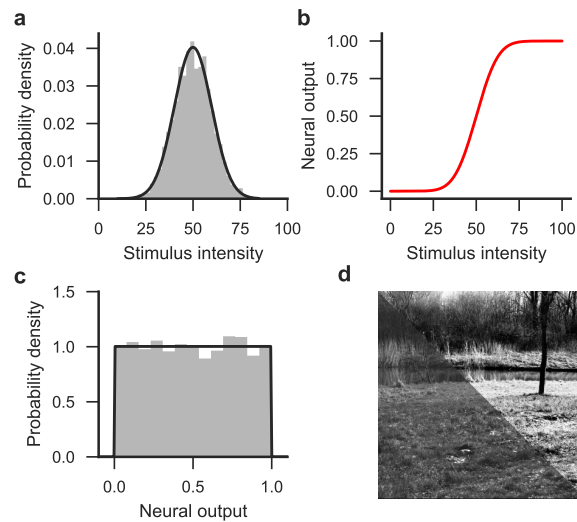 a
Probability density
0.04
0.03
0.02
0.01
0.00
0 25 50 75 100
Stimulus intensity
b
Neural output
1.00
0.75
0.50
0.25
0.00
0 25 50 75 100
Stimulus intensity
c
Probability density
1.5
1.0
0.5
0.0
0.0 0.5 1.0
Neural output
d